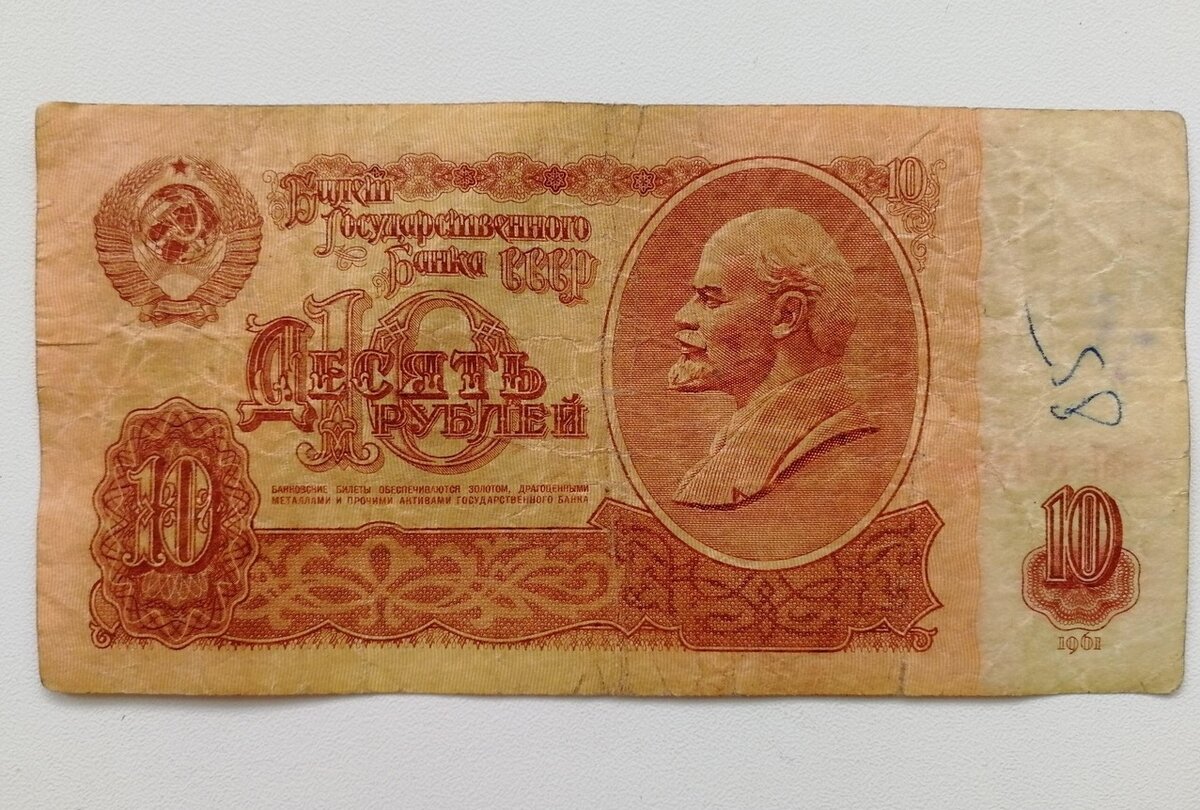 Билет
Государственного
Банка СССР
10
10
Десять
рублей
БАНКОВСКИЕ БИЛЕТЫ ОБЕСПЕЧИВАЮТСЯ ЗОЛОТОМ, ДРАГОЦЕННЫМИ
МЕТАЛЛАМИ И ПРОЧИМИ АКТИВАМИ ГОСУДАРСТВЕННОГО БАНКА
10
85
10
1961